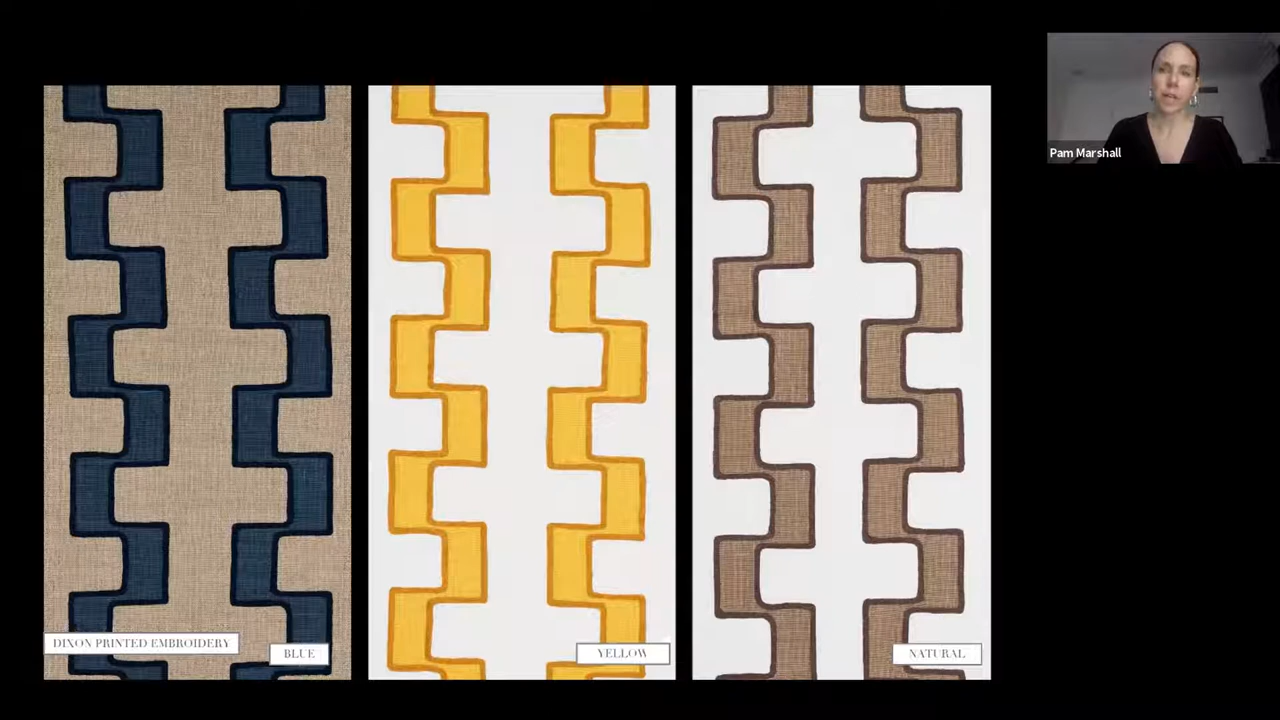 Pam Marshall
DIXON PRINTED EMBROIDERY
BLUE
YELLOW
NATURAL